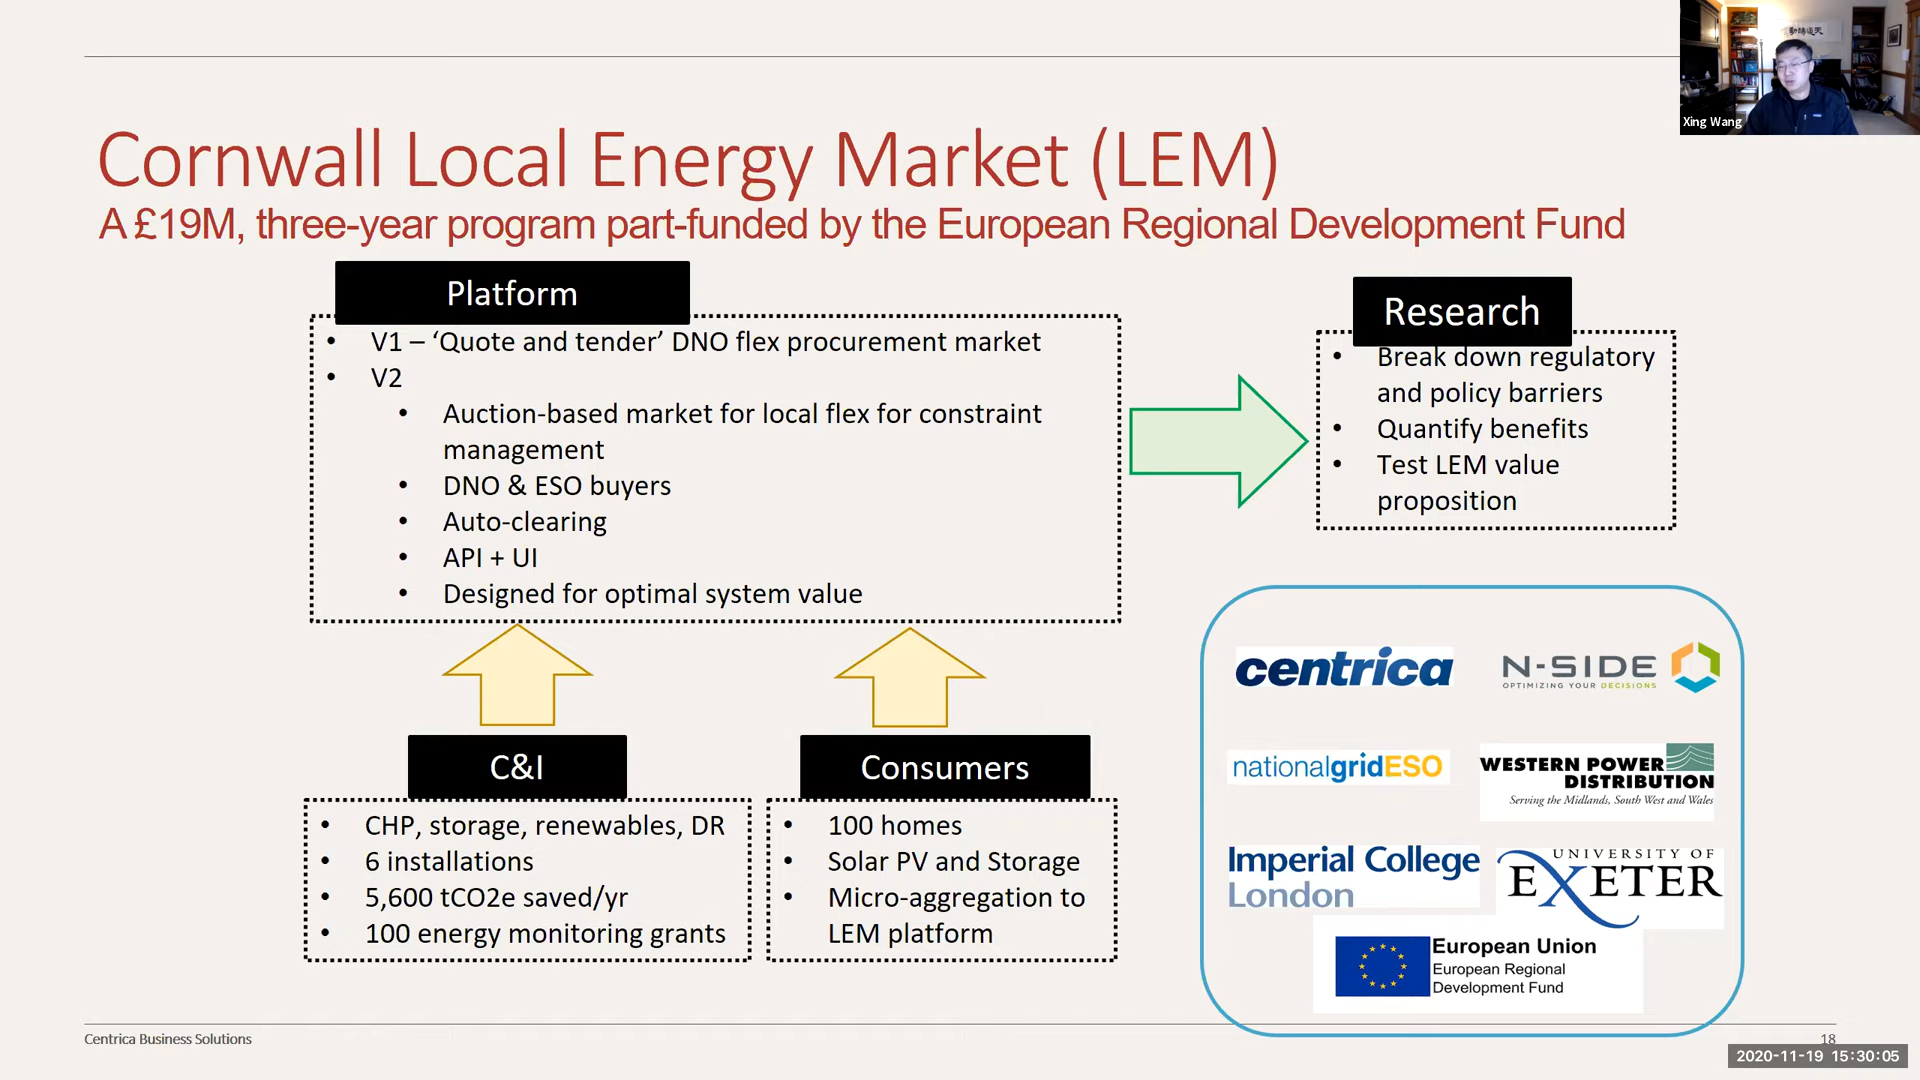 Cornwall Local Energy Market (LEM)
A £19M, three-year program part-funded by the European Regional Development Fund
Platform
• V1 – ‘Quote and tender’ DNO flex procurement market
• V2
• Auction-based market for local flex for constraint
management
• DNO & ESO buyers
• Auto-clearing
• API + UI
• Designed for optimal system value
Research
• Break down regulatory
and policy barriers
• Quantify benefits
• Test LEM value
proposition
C&I
• CHP, storage, renewables, DR
• 6 installations
• 5,600 tCO2e saved/yr
• 100 energy monitoring grants
Consumers
• 100 homes
• Solar PV and Storage
• Micro-aggregation to
LEM platform
centrica
N-SIDE
OPTIMIZING YOUR DECISIONS
nationalgridESO
WESTERN POWER
DISTRIBUTION
Serving the Midlands, South West and Wales
Imperial College
London
UNIVERSITY OF
EXETER
European Union
European Regional
Development Fund
Centrica Business Solutions
18
2020-11-19 15:30:05
Xing Wang